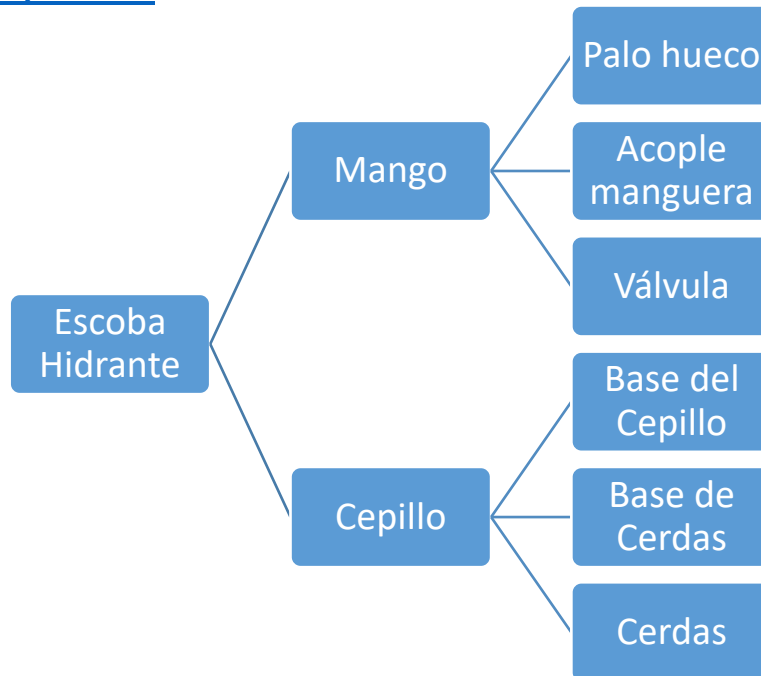 Palo hueco
Acople
manguera
Mango
Válvula
Escoba
Hidrante
Base del
Cepillo
Base de
Cerdas
Cepillo
Cerdas